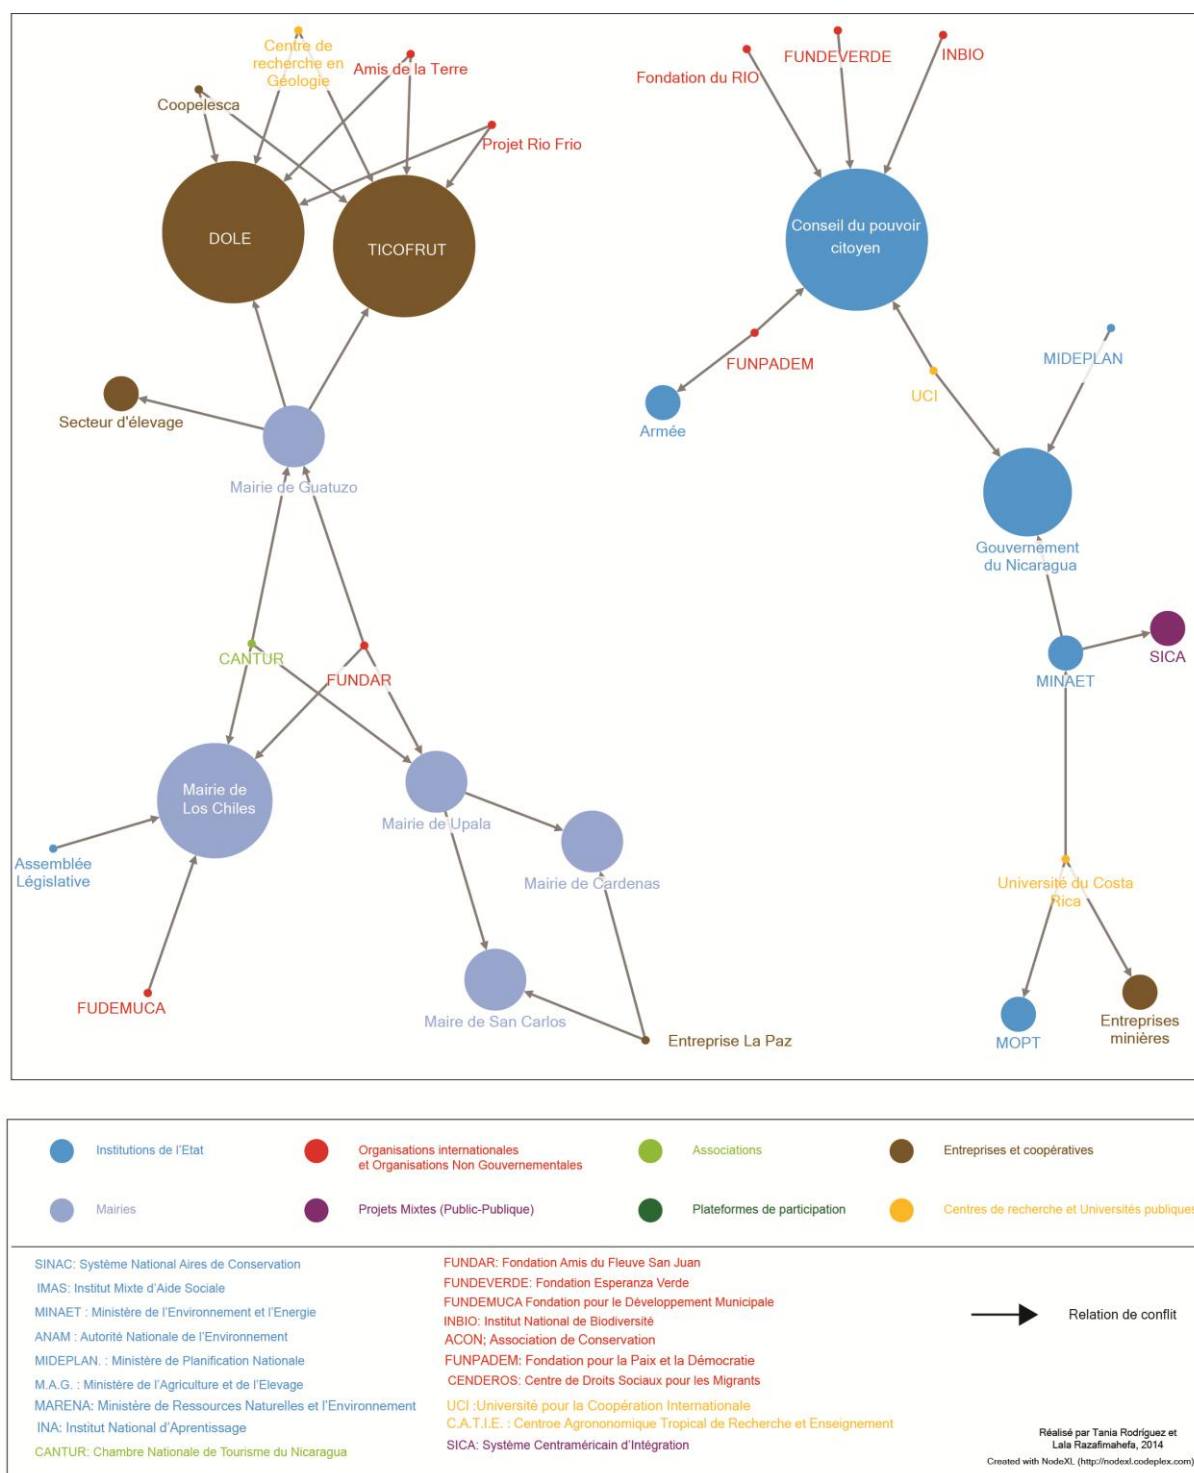 Centre de
recherche en
Géologie
Amis de la Terre
Coopelesca
Projet Rio Frio
DOLE
TICOFRUT
Fondation du RIO
FUNDEVERDE
INBIO
Conseil du pouvoir
citoyen
FUNPADEM
MIDEPLAN
UCI
Armée
Secteur d'élevage
Mairie de Guatuzo
Gouvernement
du Nicaragua
SICA
MINAET
CANTUR
FUNDAR
Mairie de
Los Chiles
Mairie de Upala
Assemblée
Législative
Mairie de Cardenas
Université du Costa
Rica
FUDEMUCA
Maire de San Carlos
Entreprise La Paz
MOPT
Entreprises
minières
Institutions de l'Etat
Organisations internationales
et Organisations Non Gouvernementales
Associations
Entreprises et coopératives
Mairies
Projets Mixtes (Public-Publique)
Plateformes de participation
Centres de recherche et Universités publiques
SINAC: Système National Aires de Conservation
IMAS: Institut Mixte d'Aide Sociale
MINAET : Ministère de l'Environnement et l'Energie
ANAM : Autorité Nationale de l'Environnement
MIDEPLAN. : Ministère de Planification Nationale
M.A.G. : Ministère de l'Agriculture et de l'Elevage
MARENA: Ministère de Ressources Naturelles et l'Environnement
INA: Institut National d'Aprentissage
CANTUR: Chambre Nationale de Tourisme du Nicaragua
FUNDAR: Fondation Amis du Fleuve San Juan
FUNDEVERDE: Fondation Esperanza Verde
FUNDEMUCA Fondation pour le Développement Municipale
INBIO: Institut National de Biodiversité
ACON; Association de Conservation
FUNPADEM: Fondation pour la Paix et la Démocratie
CENDEROS: Centre de Droits Sociaux pour les Migrants
UCI :Université pour la Coopération Internationale
C.A.T.I.E. : Centroe Agrononomique Tropical de Recherche et Enseignement
SICA: Système Centraméricain d'Intégration
Relation de conflit
Réalisé par Tania Rodríguez et
Lala Razafimahefa, 2014
Created with NodeXL (http://nodexl.codeplex.com)